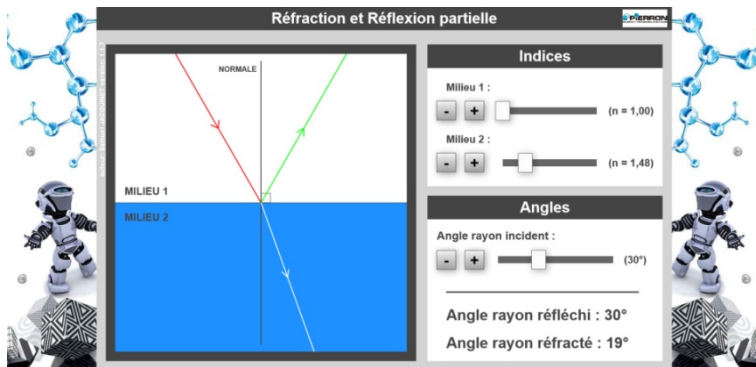 Réfraction et Réflexion partielle
PIERRON
NORMALE
MILIEU 1
MILIEU 2
Indices
Milieu 1 :
- + (n = 1,00)
Milieu 2 :
- + (n = 1,48)
Angles
Angle rayon incident :
- + (30°)
Angle rayon réfléchi : 30°
Angle rayon réfracté : 19°